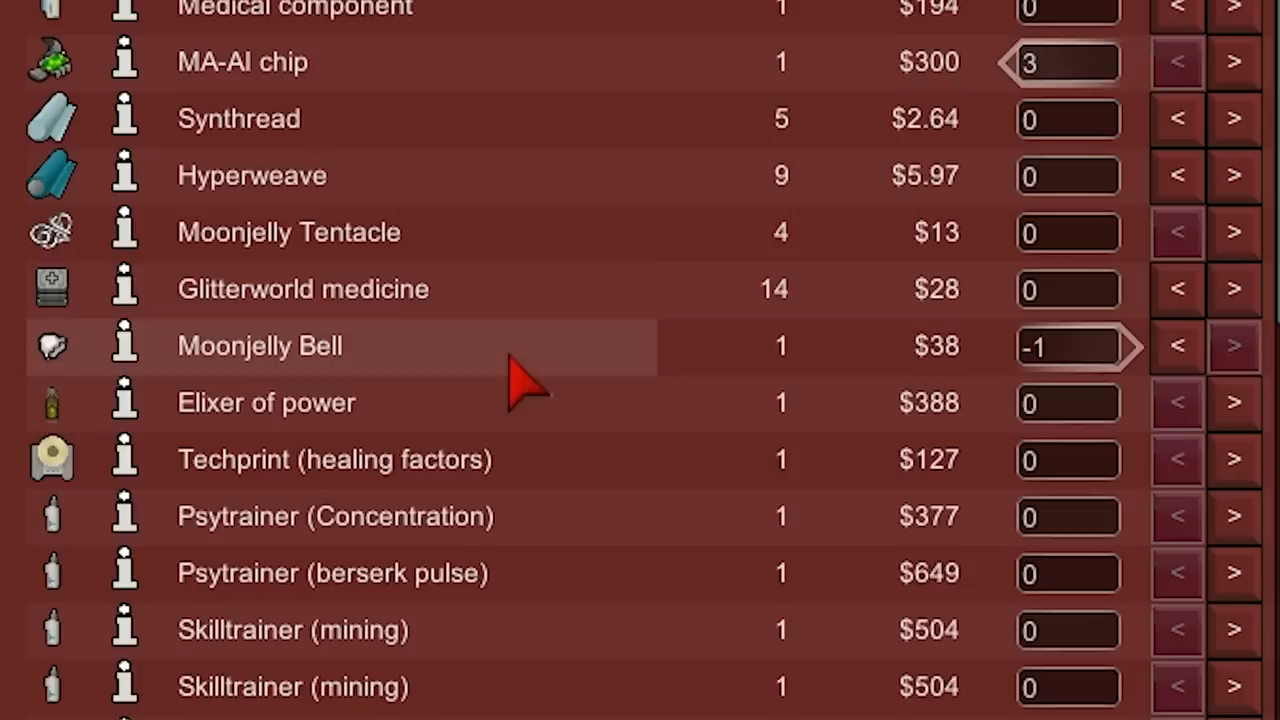 Medical component 1 $194 0 < >
MA-AI chip 1 $300 3 < >
Synthread 5 $2.64 0 < >
Hyperweave 9 $5.97 0 < >
Moonjelly Tentacle 4 $13 0 < >
Glitterworld medicine 14 $28 0 < >
Moonjelly Bell 1 $38 -1 < >
Elixer of power 1 $388 0 < >
Techprint (healing factors) 1 $127 0 < >
Psytrainer (Concentration) 1 $377 0 < >
Psytrainer (berserk pulse) 1 $649 0 < >
Skilltrainer (mining) 1 $504 0 < >
Skilltrainer (mining) 1 $504 0 < >